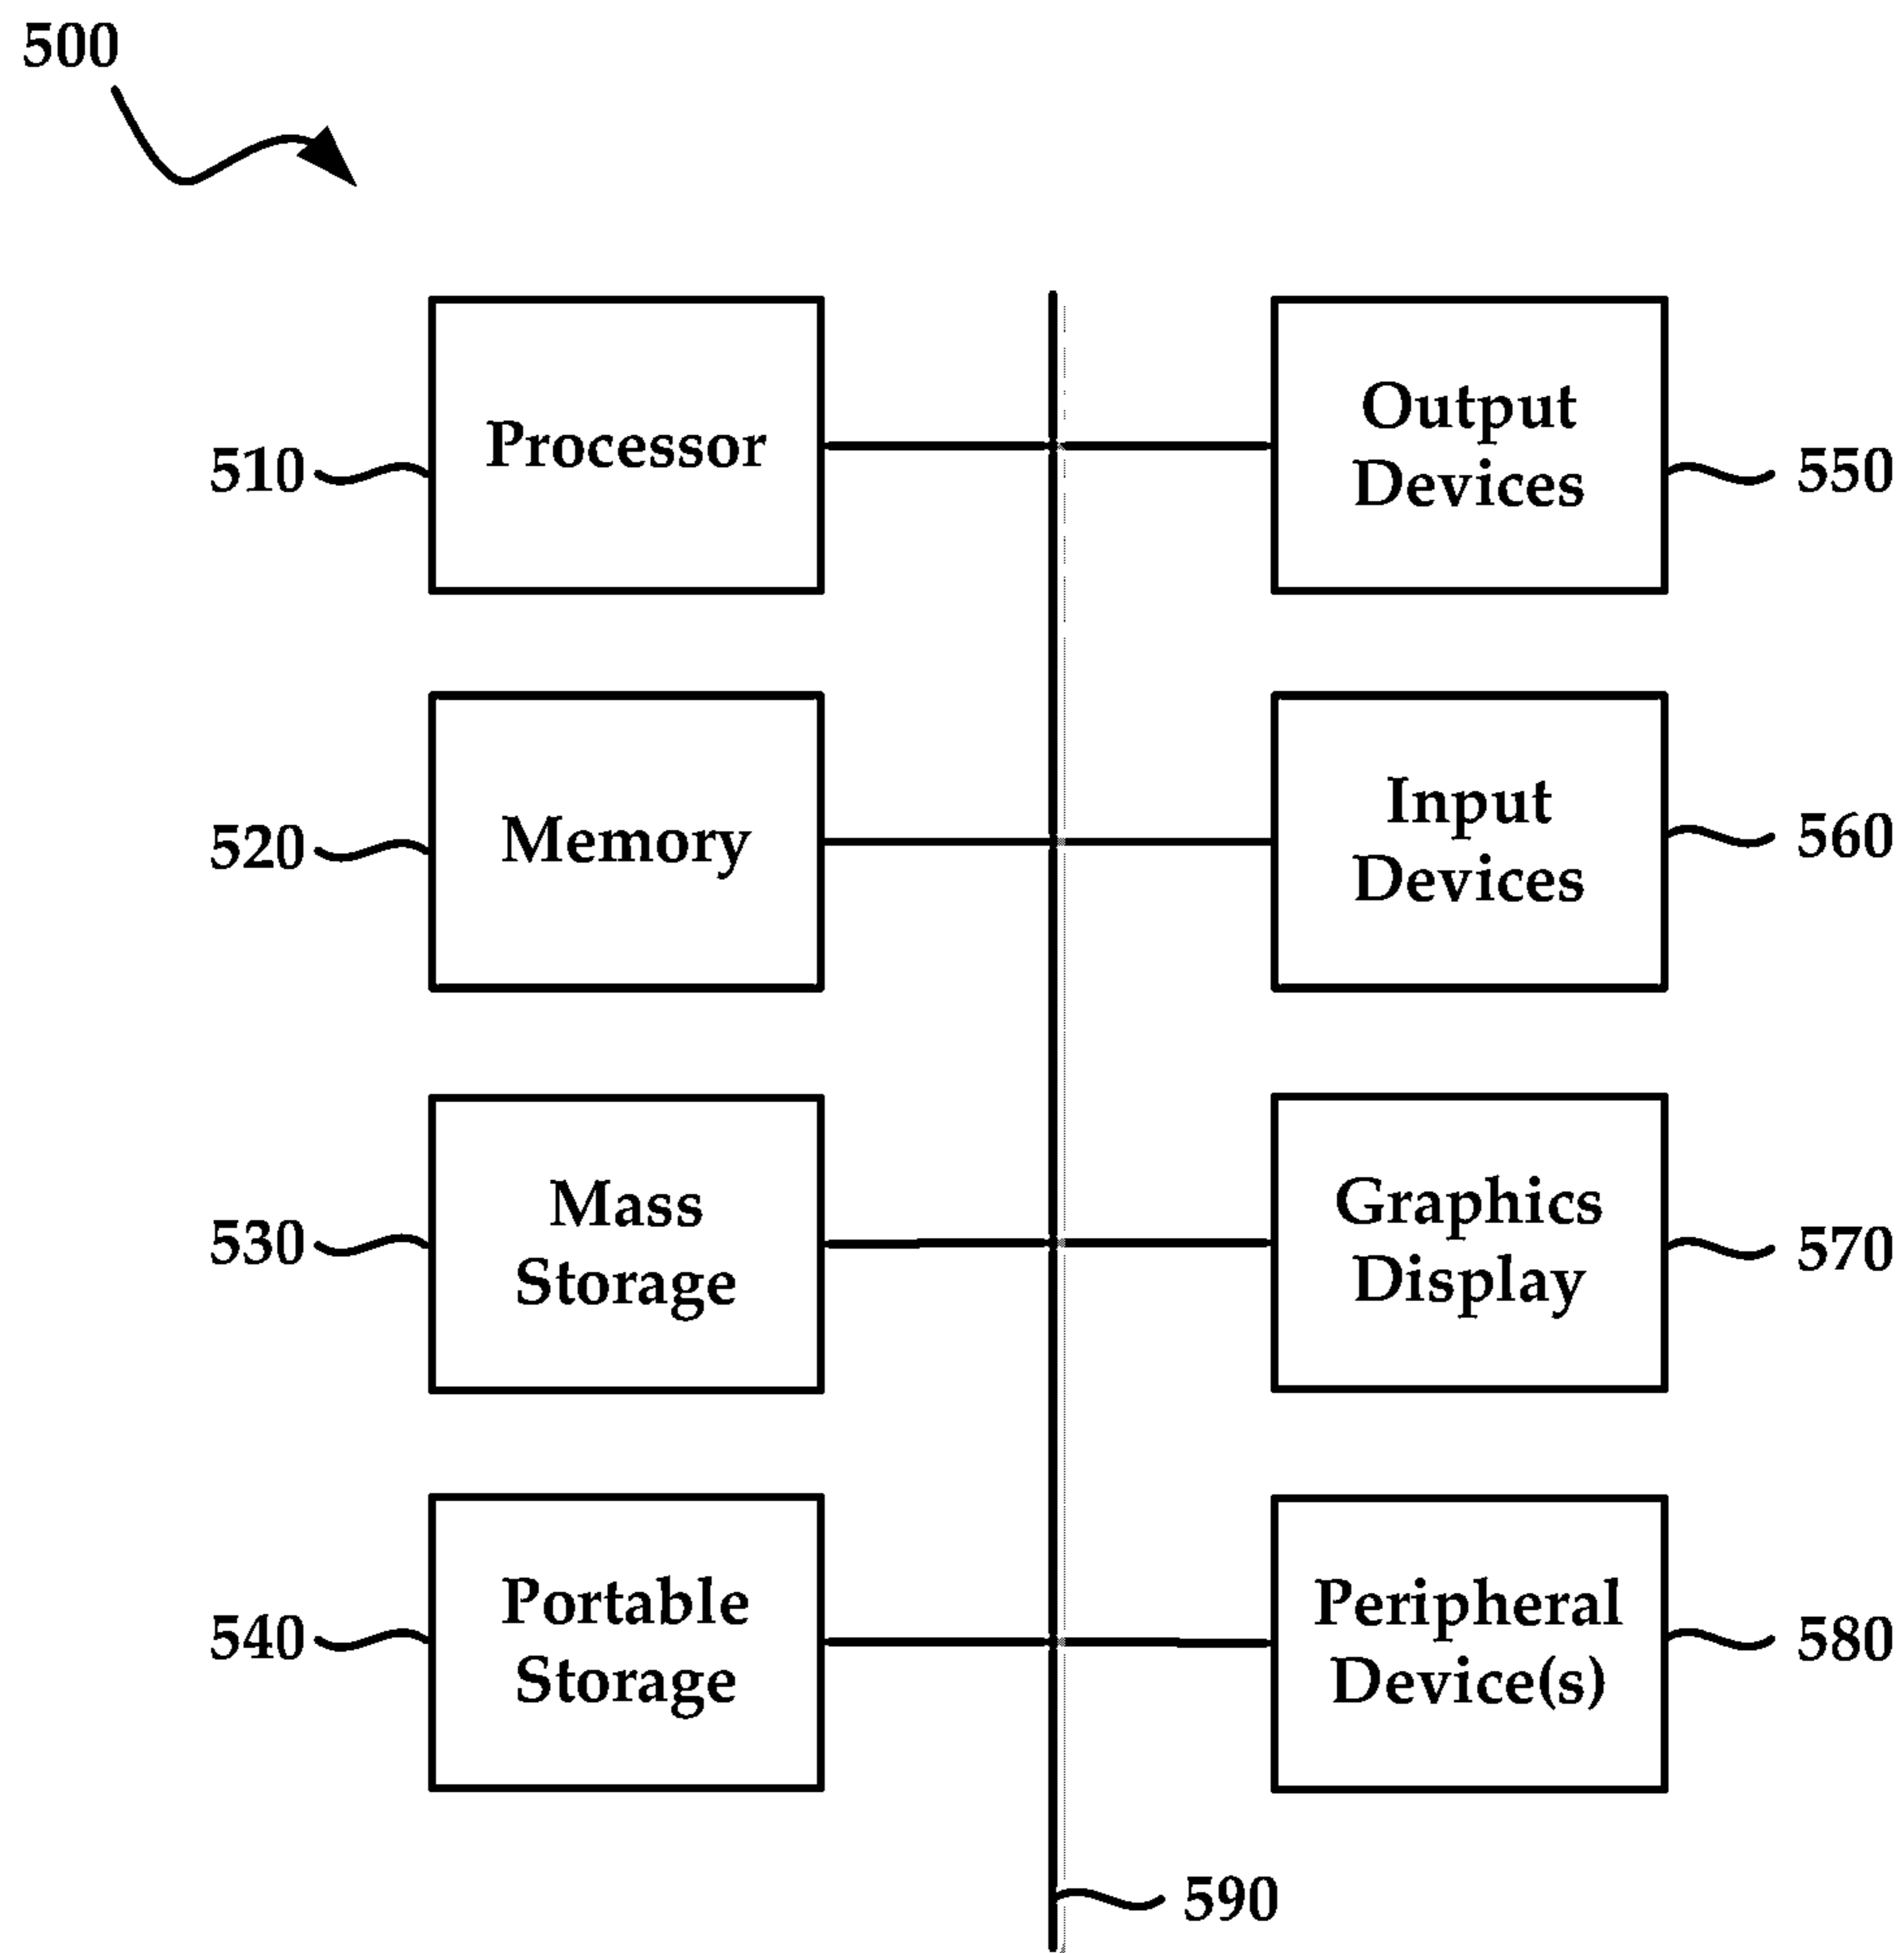 500
Processor
510
Output
Devices
550
Memory
520
Input
Devices
560
Mass
Storage
530
Graphics
Display
570
Portable
Storage
540
Peripheral
Device(s)
580
590